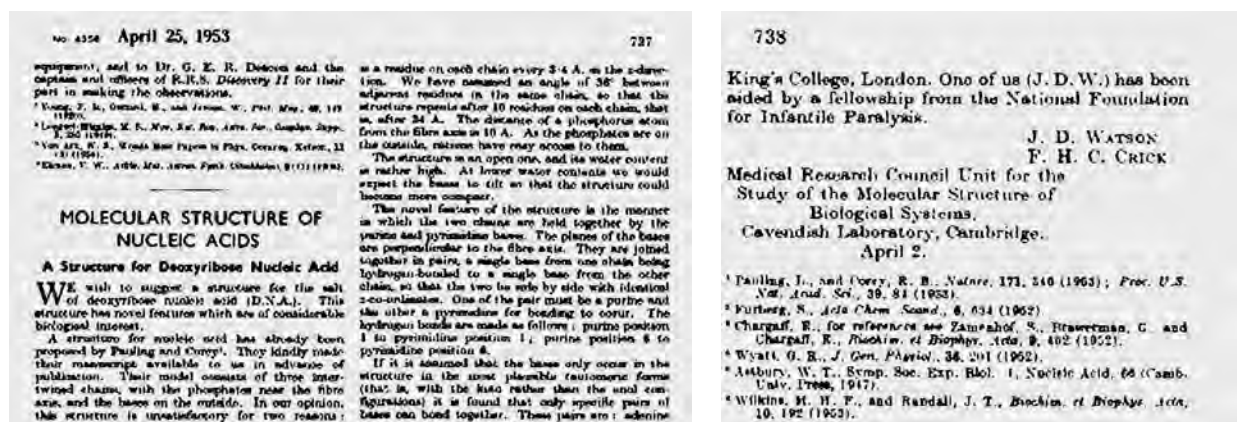 No. 4356 April 25, 1953
737
equipment, and to Dr. G. E. R. Deacon and the
captain and officers of R.R.S. Discovery II for their
part in making the observations.
MOLECULAR STRUCTURE OF
NUCLEIC ACIDS
A Structure for Deoxyribose Nucleic Acid
WE wish to suggest a structure for the salt
of deoxyribose nucleic acid (D.N.A.). This
structure has novel features which are of considerable
biological interest.
A structure for nucleic acid has already been
proposed by Pauling and Corey¹. They kindly made
their manuscript available to us in advance of
publication. Their model consists of three inter-
twined chains, with the phosphates near the fibre
axis, and the bases on the outside. In our opinion,
this structure is unsatisfactory for two reasons :
is a residue on each chain every 3·4 A. in the z-direc-
tion. We have assumed an angle of 36° between
adjacent residues in the same chain, so that the
structure repeats after 10 residues on each chain, that
is, after 34 A. The distance of a phosphorus atom
from the fibre axis is 10 A. As the phosphates are on
the outside, cations have easy access to them.
The structure is an open one, and its water content
is rather high. At lower water contents we would
expect the bases to tilt so that the structure could
become more compact.
The novel feature of the structure is the manner
in which the two chains are held together by the
purine and pyrimidine bases. The planes of the bases
are perpendicular to the fibre axis. They are joined
together in pairs, a single base from one chain being
hydrogen-bonded to a single base from the other
chain, so that the two lie side by side with identical
z-co-ordinates. One of the pair must be a purine and
the other a pyrimidine for bonding to occur. The
hydrogen bonds are made as follows : purine position
1 to pyrimidine position 1 ; purine position 6 to
pyrimidine position 6.
If it is assumed that the bases only occur in the
structure in the most plausible tautomeric forms
(that is, with the keto rather than the enol con-
figurations) it is found that only specific pairs of
bases can bond together. These pairs are : adenine
738
King's College, London. One of us (J. D. W.) has been
aided by a fellowship from the National Foundation
for Infantile Paralysis.
J. D. WATSON
F. H. C. CRICK
Medical Research Council Unit for the
Study of the Molecular Structure of
Biological Systems,
Cavendish Laboratory, Cambridge.
April 2.
¹ Pauling, L., and Corey, R. B., Nature, 171, 346 (1953) ; Proc. U.S.
Nat. Acad. Sci., 39, 84 (1953).
² Furberg, S., Acta Chem. Scand., 6, 634 (1952).
³ Chargaff, E., for references see Zamenhof, S., Brawerman, G., and
Chargaff, E., Biochim. et Biophys. Acta, 9, 402 (1952).
⁴ Wyatt, G. R., J. Gen. Physiol., 36, 201 (1952).
⁵ Astbury, W. T., Symp. Soc. Exp. Biol. 1, Nucleic Acid, 66 (Camb.
Univ. Press, 1947).
⁶ Wilkins, M. H. F., and Randall, J. T., Biochim. et Biophys. Acta,
10, 192 (1953).